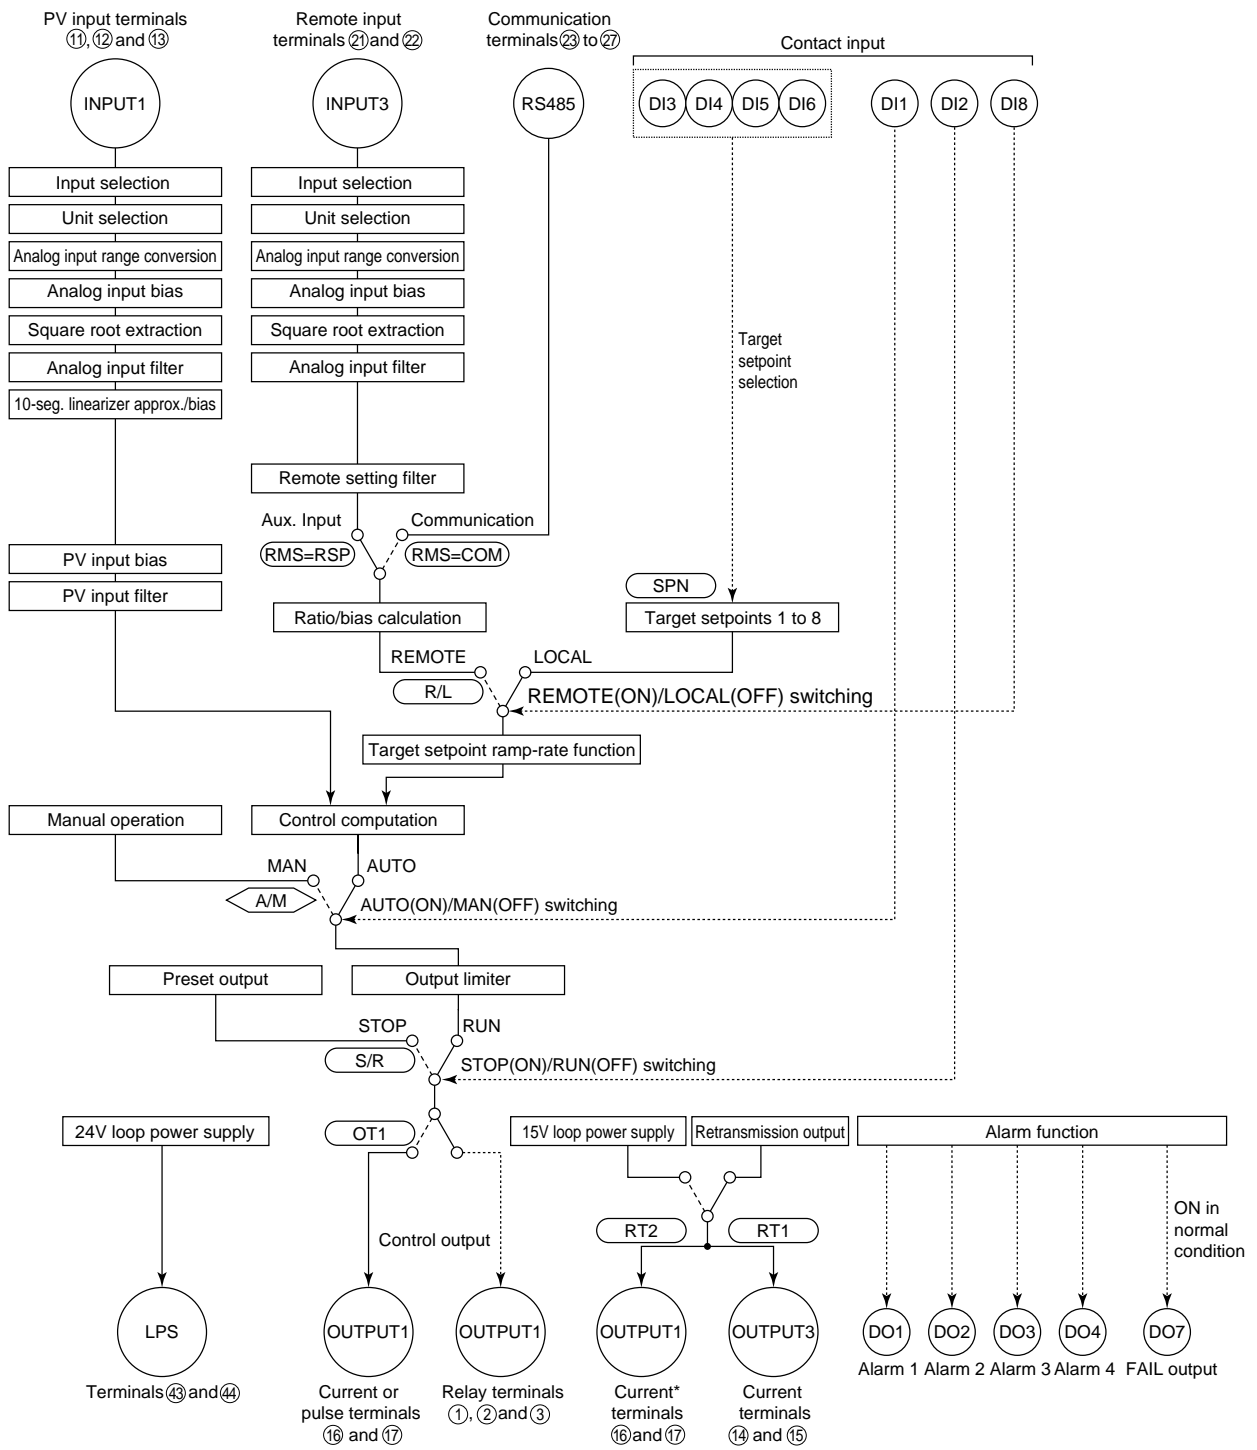 PV input terminals
⑪, ⑫ and ⑬
Remote input
terminals ㉑ and ㉒
Communication
terminals ㉓ to ㉗
Contact input
INPUT1
INPUT3
RS485
DI3
DI4
DI5
DI6
DI1
DI2
DI8
Input selection
Input selection
Unit selection
Unit selection
Analog input range conversion
Analog input range conversion
Analog input bias
Analog input bias
Square root extraction
Square root extraction
Analog input filter
Analog input filter
10-seg. linearizer approx./bias
Target
setpoint
selection
Remote setting filter
Aux. Input
Communication
RMS=RSP
RMS=COM
PV input bias
PV input filter
SPN
Ratio/bias calculation
Target setpoints 1 to 8
REMOTE
LOCAL
R/L
REMOTE(ON)/LOCAL(OFF) switching
Target setpoint ramp-rate function
Manual operation
Control computation
MAN
AUTO
A/M
AUTO(ON)/MAN(OFF) switching
Preset output
Output limiter
STOP
RUN
S/R
STOP(ON)/RUN(OFF) switching
24V loop power supply
OT1
15V loop power supply
Retransmission output
Alarm function
Control output
RT2
RT1
ON in
normal
condition
LPS
OUTPUT1
OUTPUT1
OUTPUT1
OUTPUT3
DO1
DO2
DO3
DO4
DO7
Alarm 1
Alarm 2
Alarm 3
Alarm 4
FAIL output
Terminals ㊸ and ㊹
Current or
pulse terminals
⑯ and ⑰
Relay terminals
①, ② and ③
Current*
terminals
⑯ and ⑰
Current
terminals
⑭ and ⑮